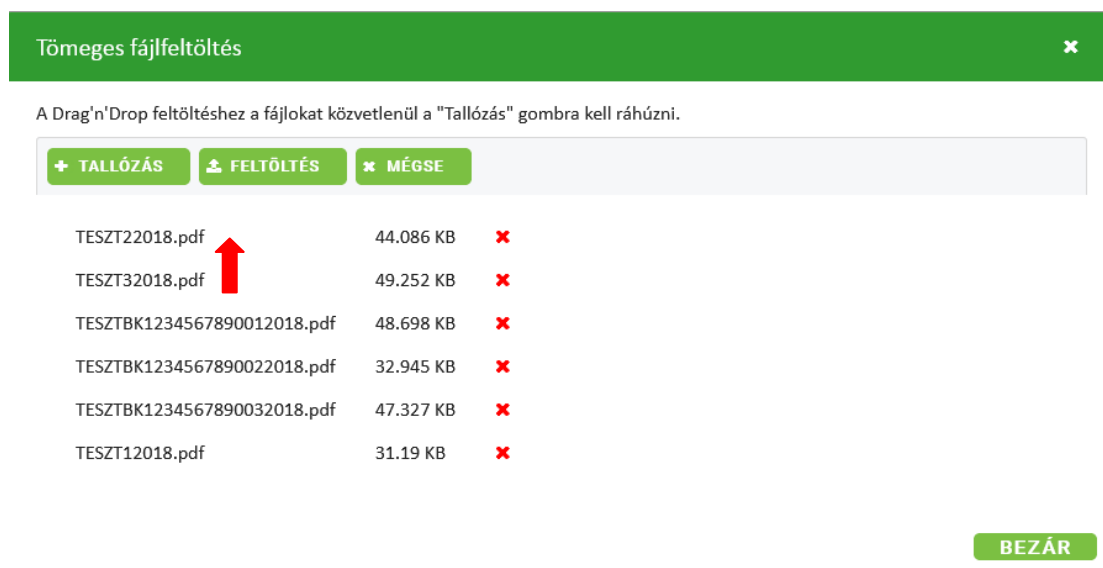 Tömeges fájlfeltöltés
A Drag'n'Drop feltöltéshez a fájlokat közvetlenül a "Tallózás" gombra kell ráhúzni.
TALLÓZÁS FELTÖLTÉS MÉGSE
TESZT22018.pdf 44.086 KB
TESZT32018.pdf 49.252 KB
TESZTBK1234567890012018.pdf 48.698 KB
TESZTBK1234567890022018.pdf 32.945 KB
TESZTBK1234567890032018.pdf 47.327 KB
TESZT12018.pdf 31.19 KB
BEZÁR